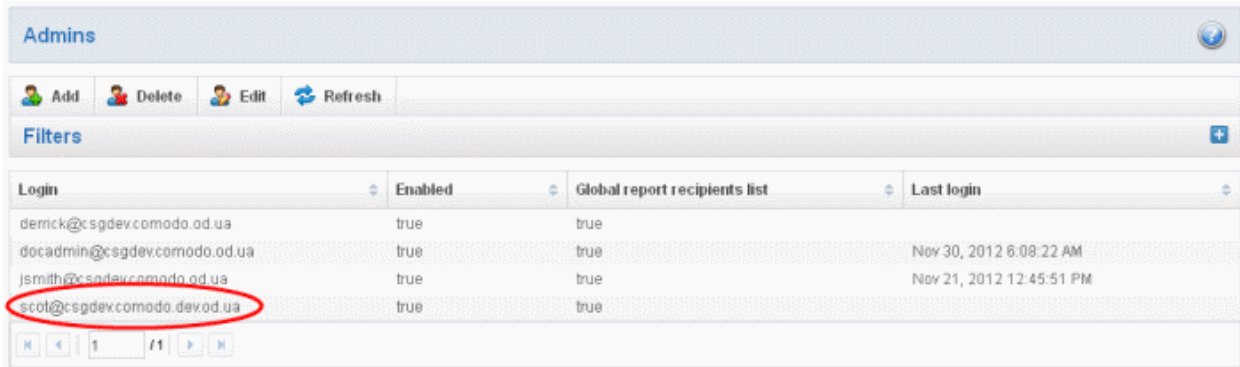 Admins
Add Delete Edit Refresh
Filters
Login Enabled Global report recipients list Last login
derrick@csgdev.comodo.od.ua true true
docadmin@csgdev.comodo.od.ua true true Nov 30, 2012 6:08:22 AM
jsmith@csgdev.comodo.od.ua true true Nov 21, 2012 12:45:51 PM
scot@csgdev.comodo.dev.od.ua true true
1 /1